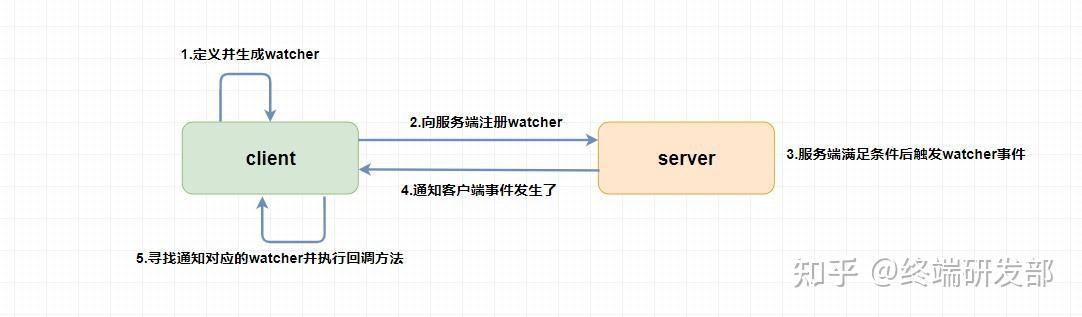 1.定义并生成watcher
2.向服务端注册watcher
client
server
3.服务端满足条件后触发watcher事件
4.通知客户端事件发生了
5.寻找通知对应的watcher并执行回调方法
知乎 @终端研发部